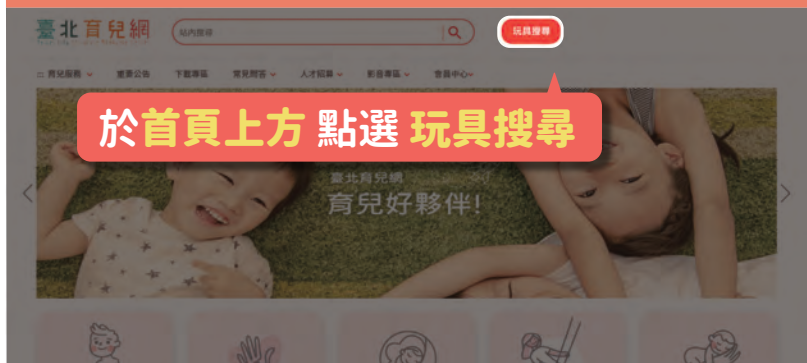 臺北育兒網
站內搜尋
玩具搜尋
::: 育兒服務
重要公告
下載專區
常見問答
人才招募
影音專區
會員中心
於首頁上方 點選 玩具搜尋
臺北育兒網
育兒好夥伴!